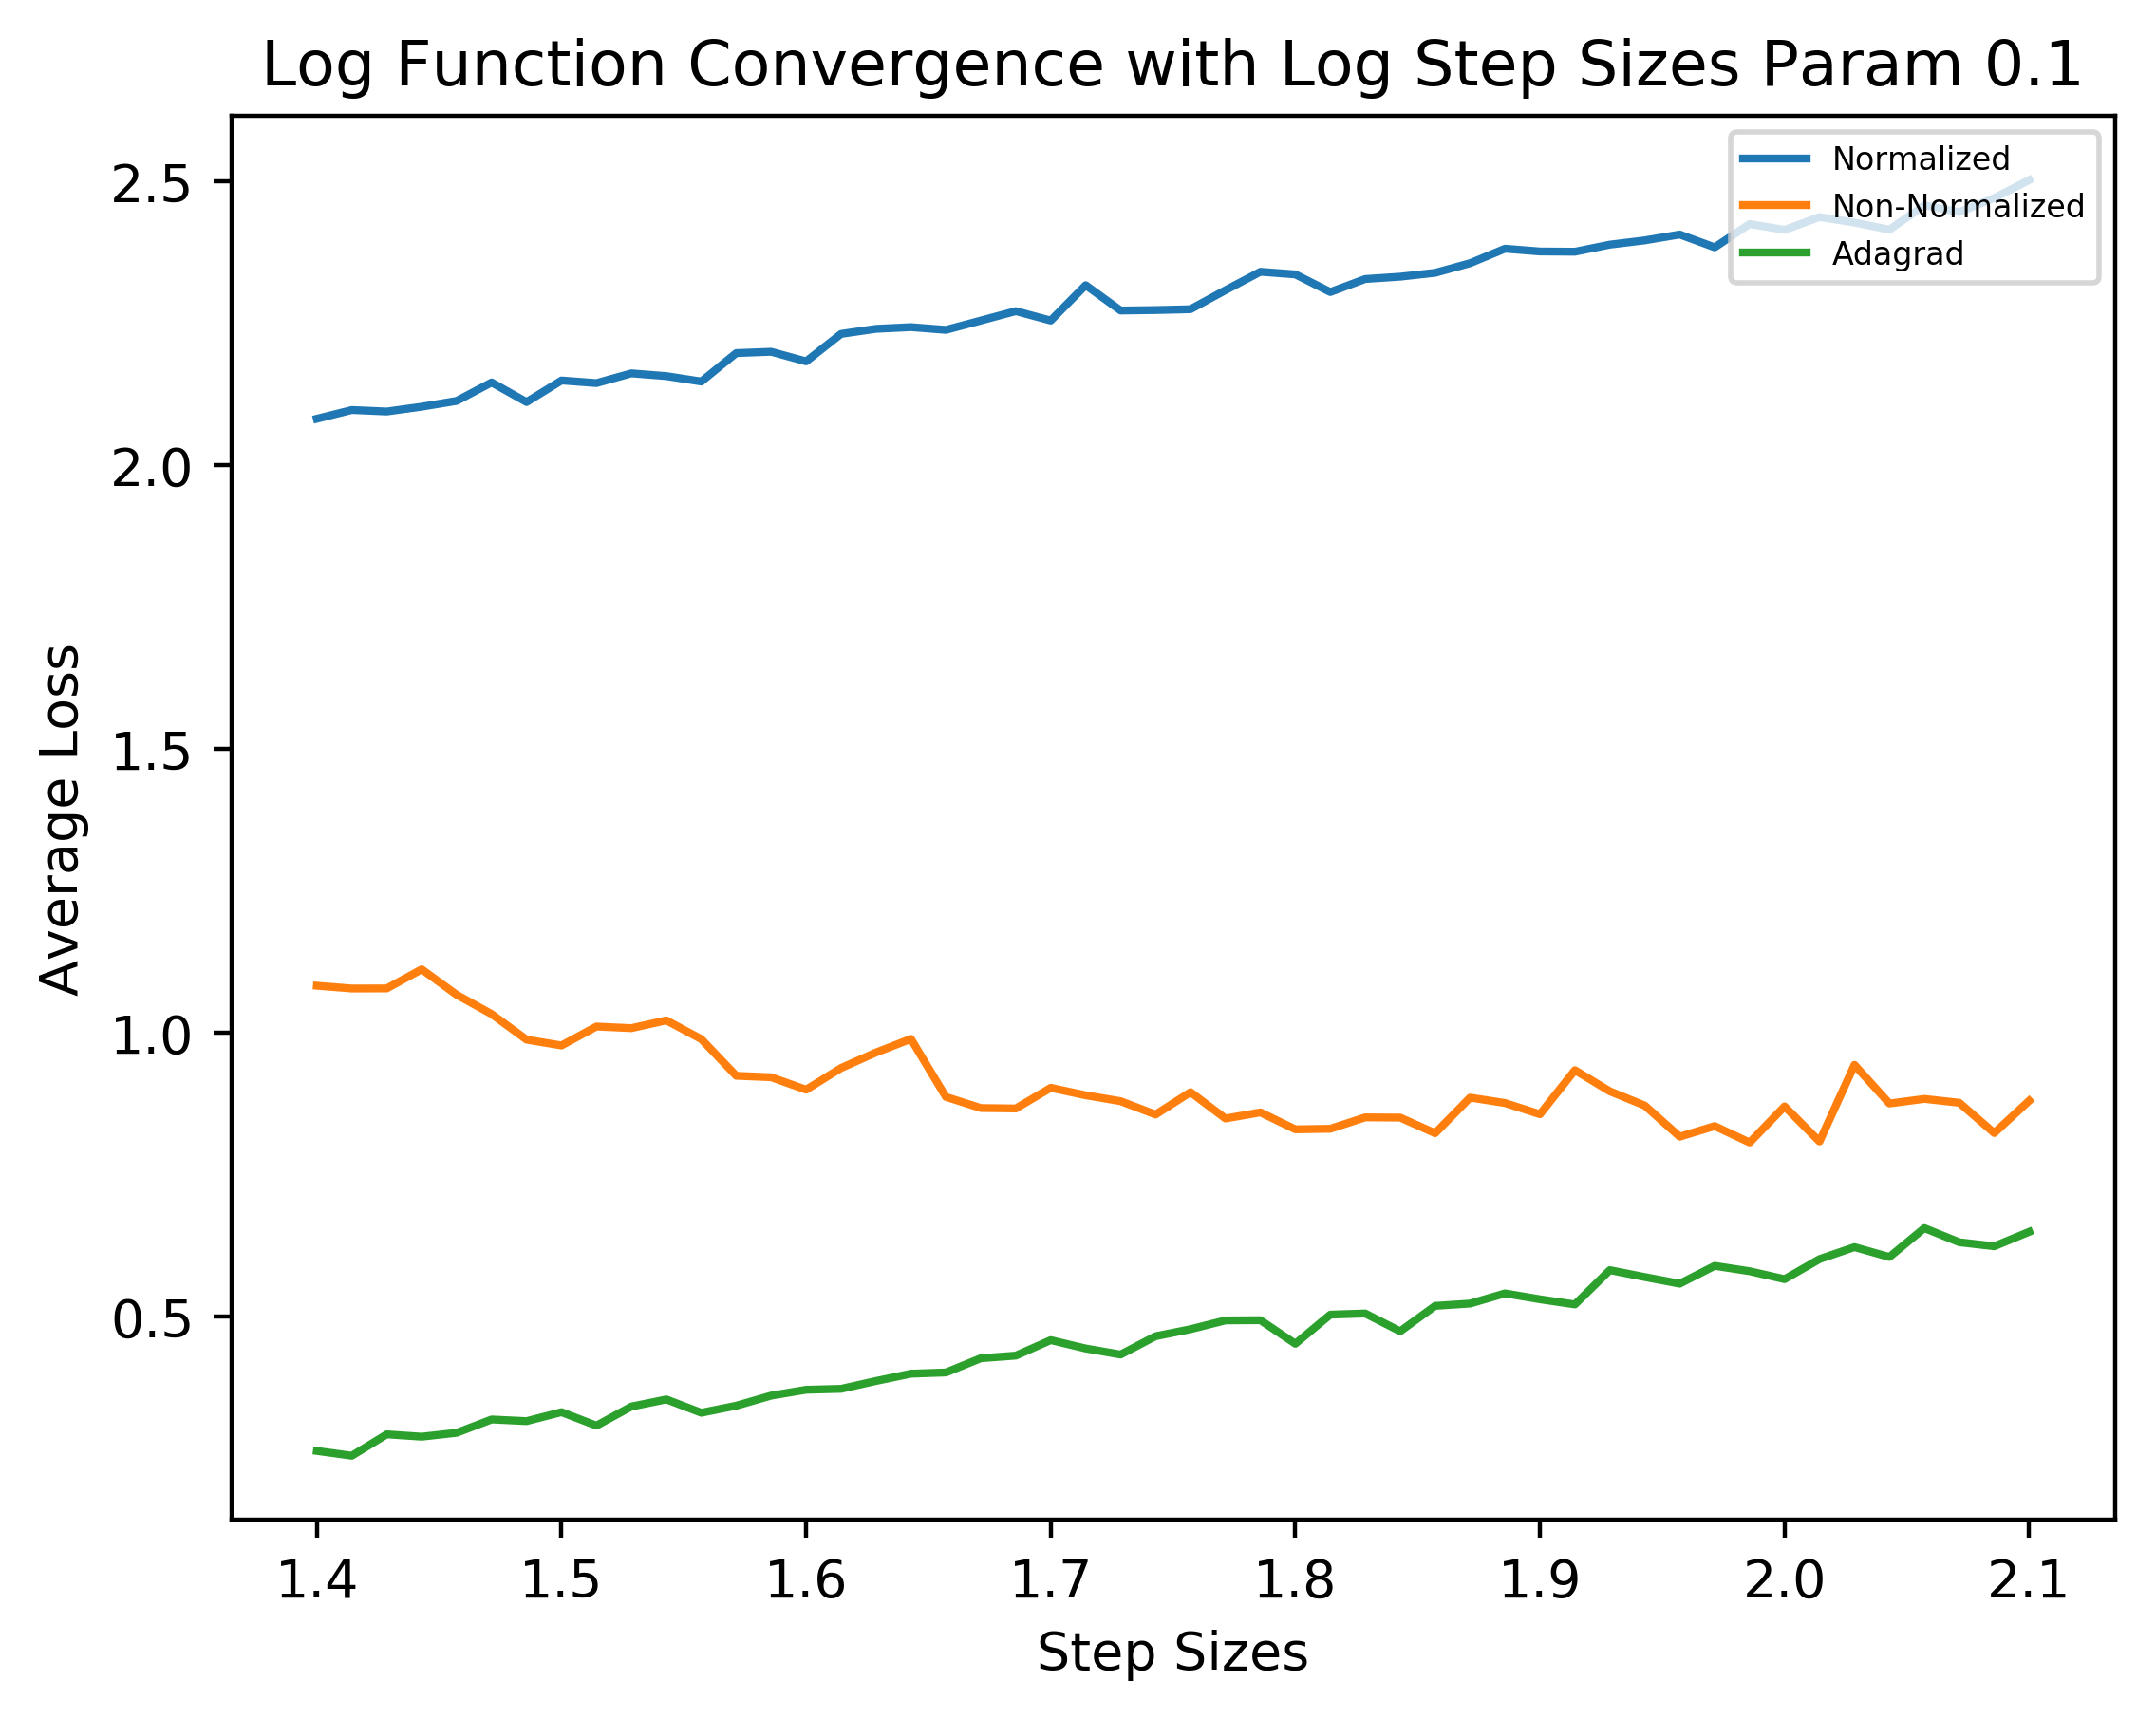 Log Function Convergence with Log Step Sizes Param 0.1
Normalized
Non-Normalized
Adagrad
2.5
2.0
1.5
1.0
0.5
Average Loss
1.4 1.5 1.6 1.7 1.8 1.9 2.0 2.1
Step Sizes